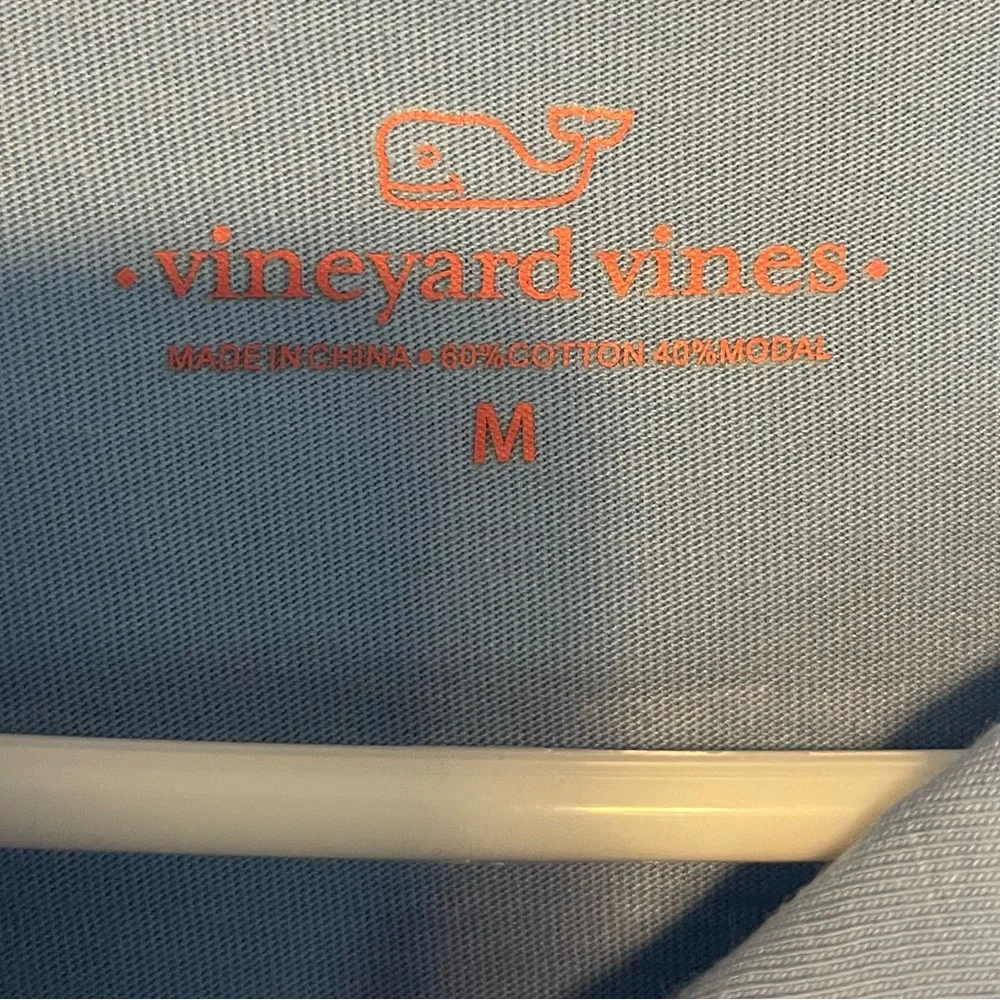 • vineyard vines •
MADE IN CHINA • 60%COTTON 40%MODAL
M